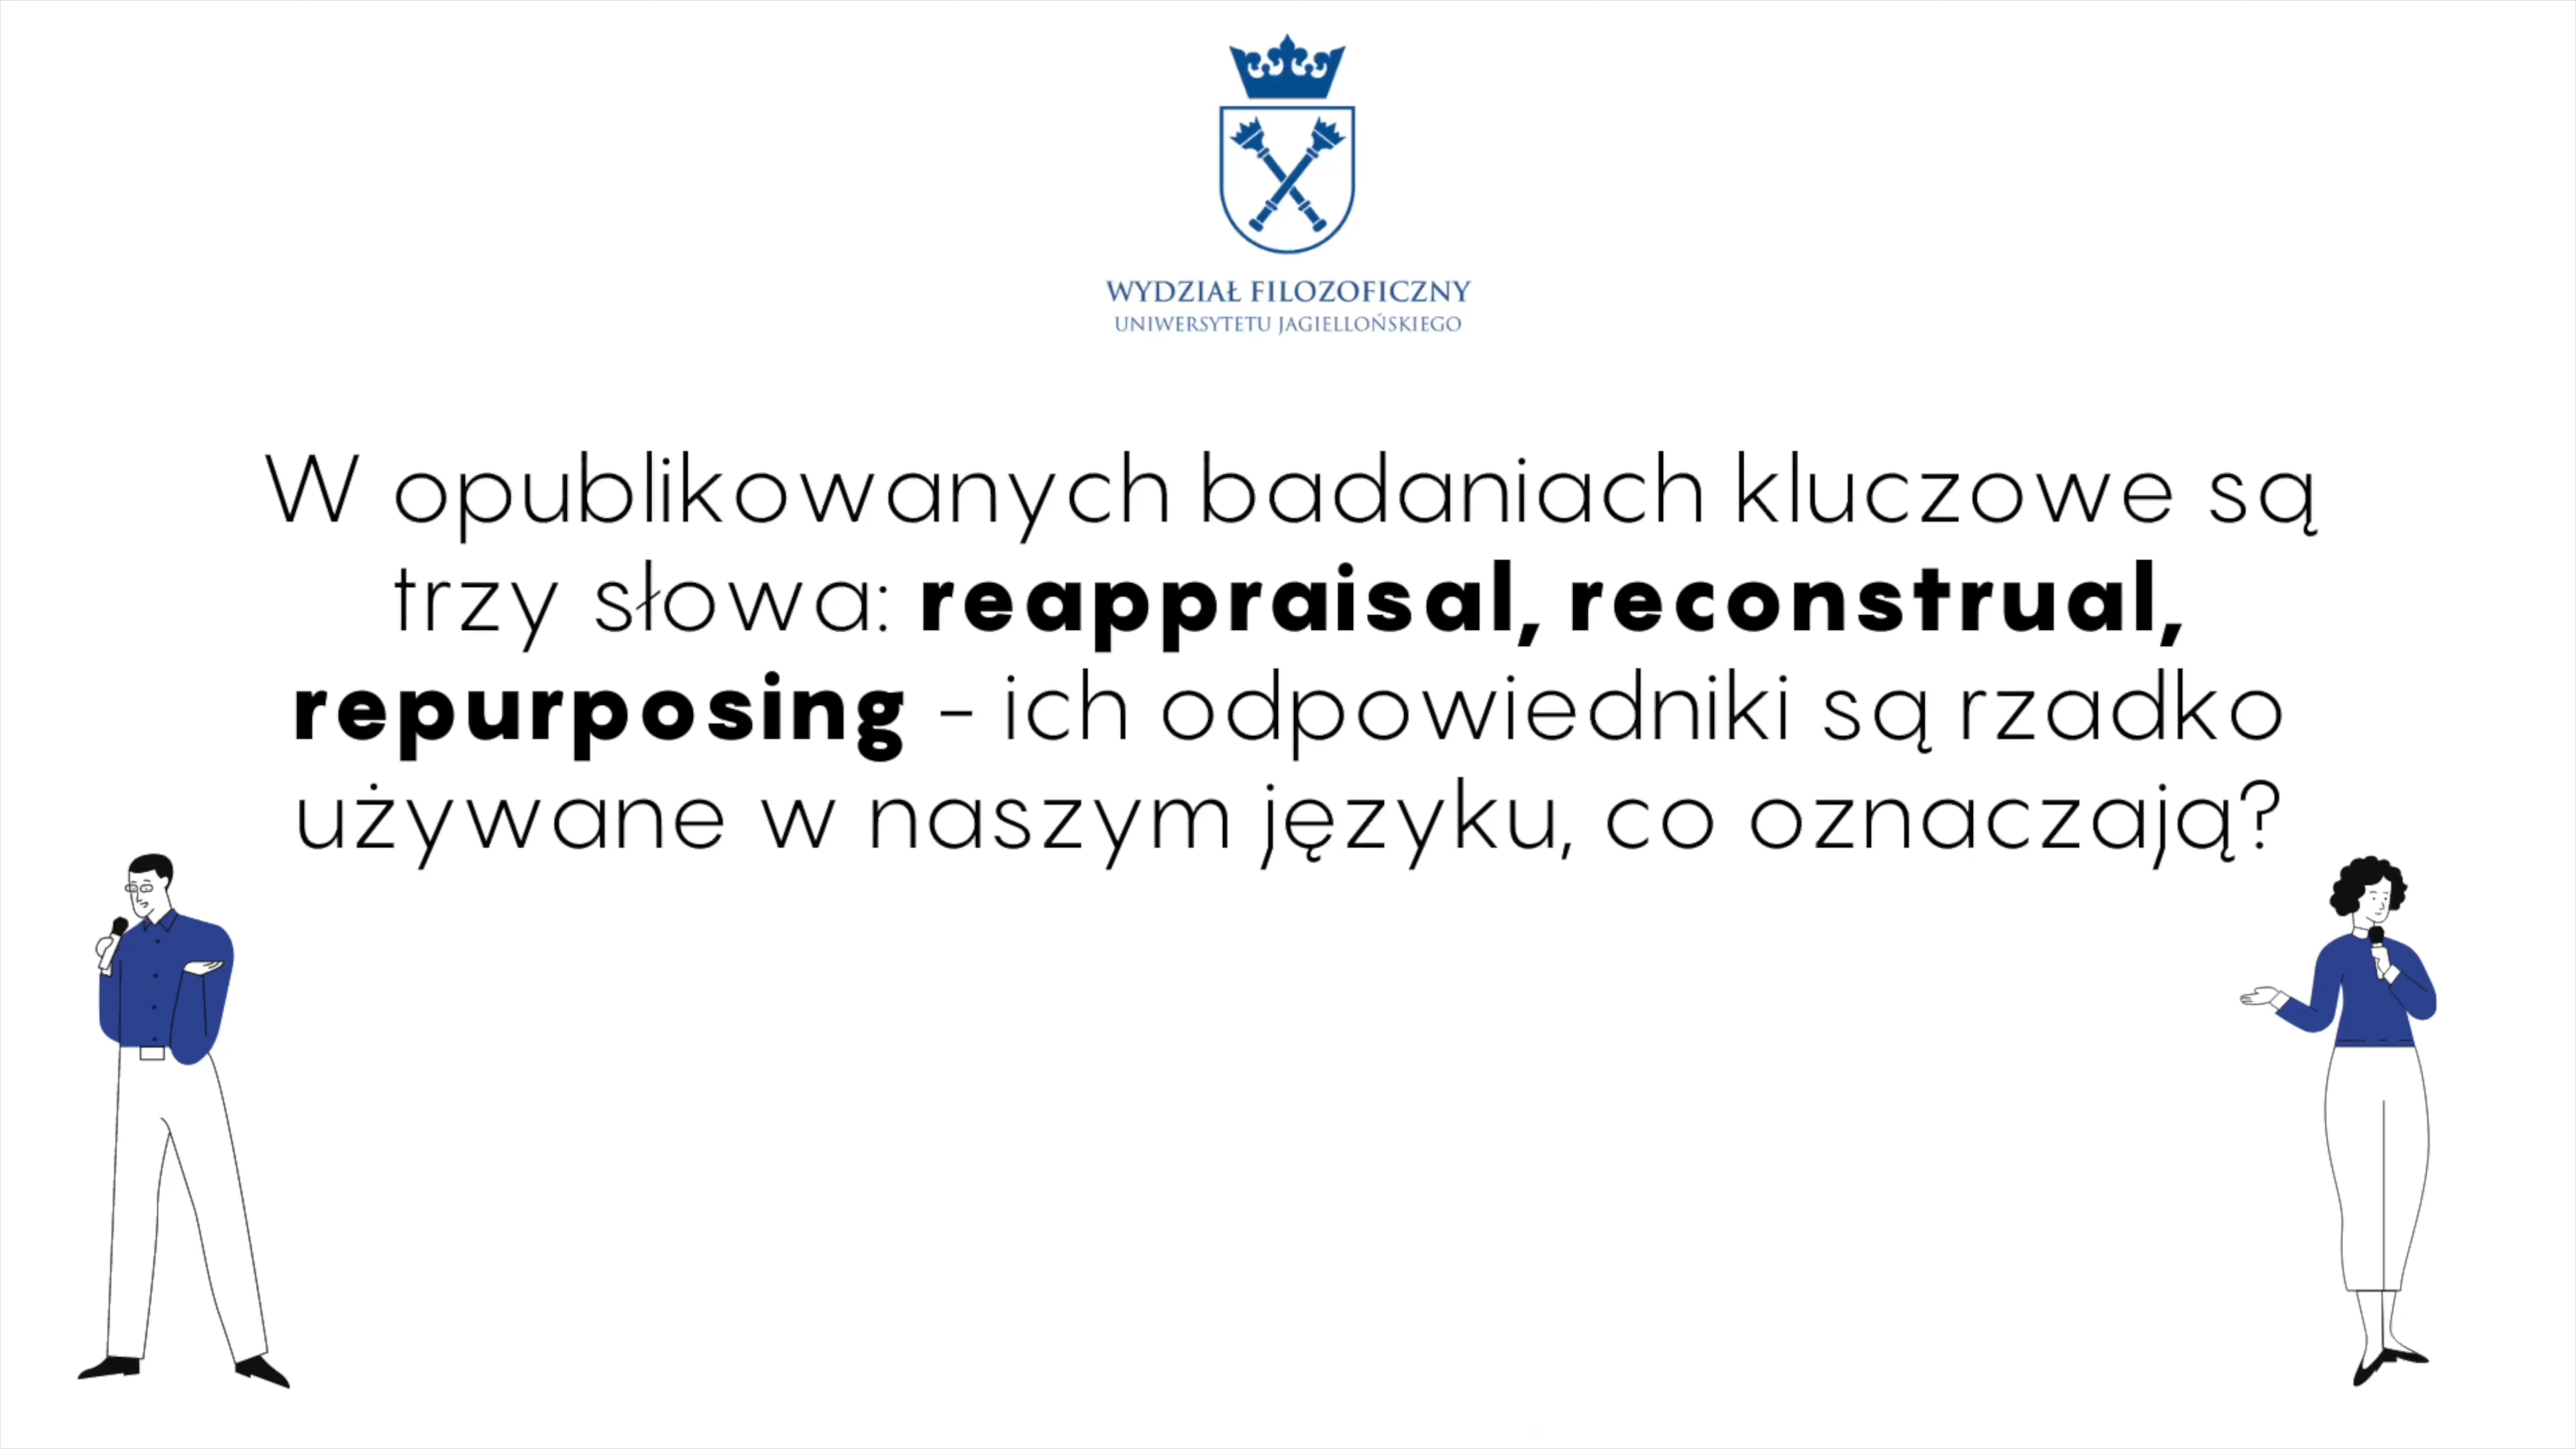 WYDZIAŁ FILOZOFICZNY
UNIWERSYTETU JAGIELLOŃSKIEGO
W opublikowanych badaniach kluczowe są
trzy słowa: reappraisal, reconstrual,
repurposing - ich odpowiedniki są rzadko
używane w naszym języku, co oznaczają?